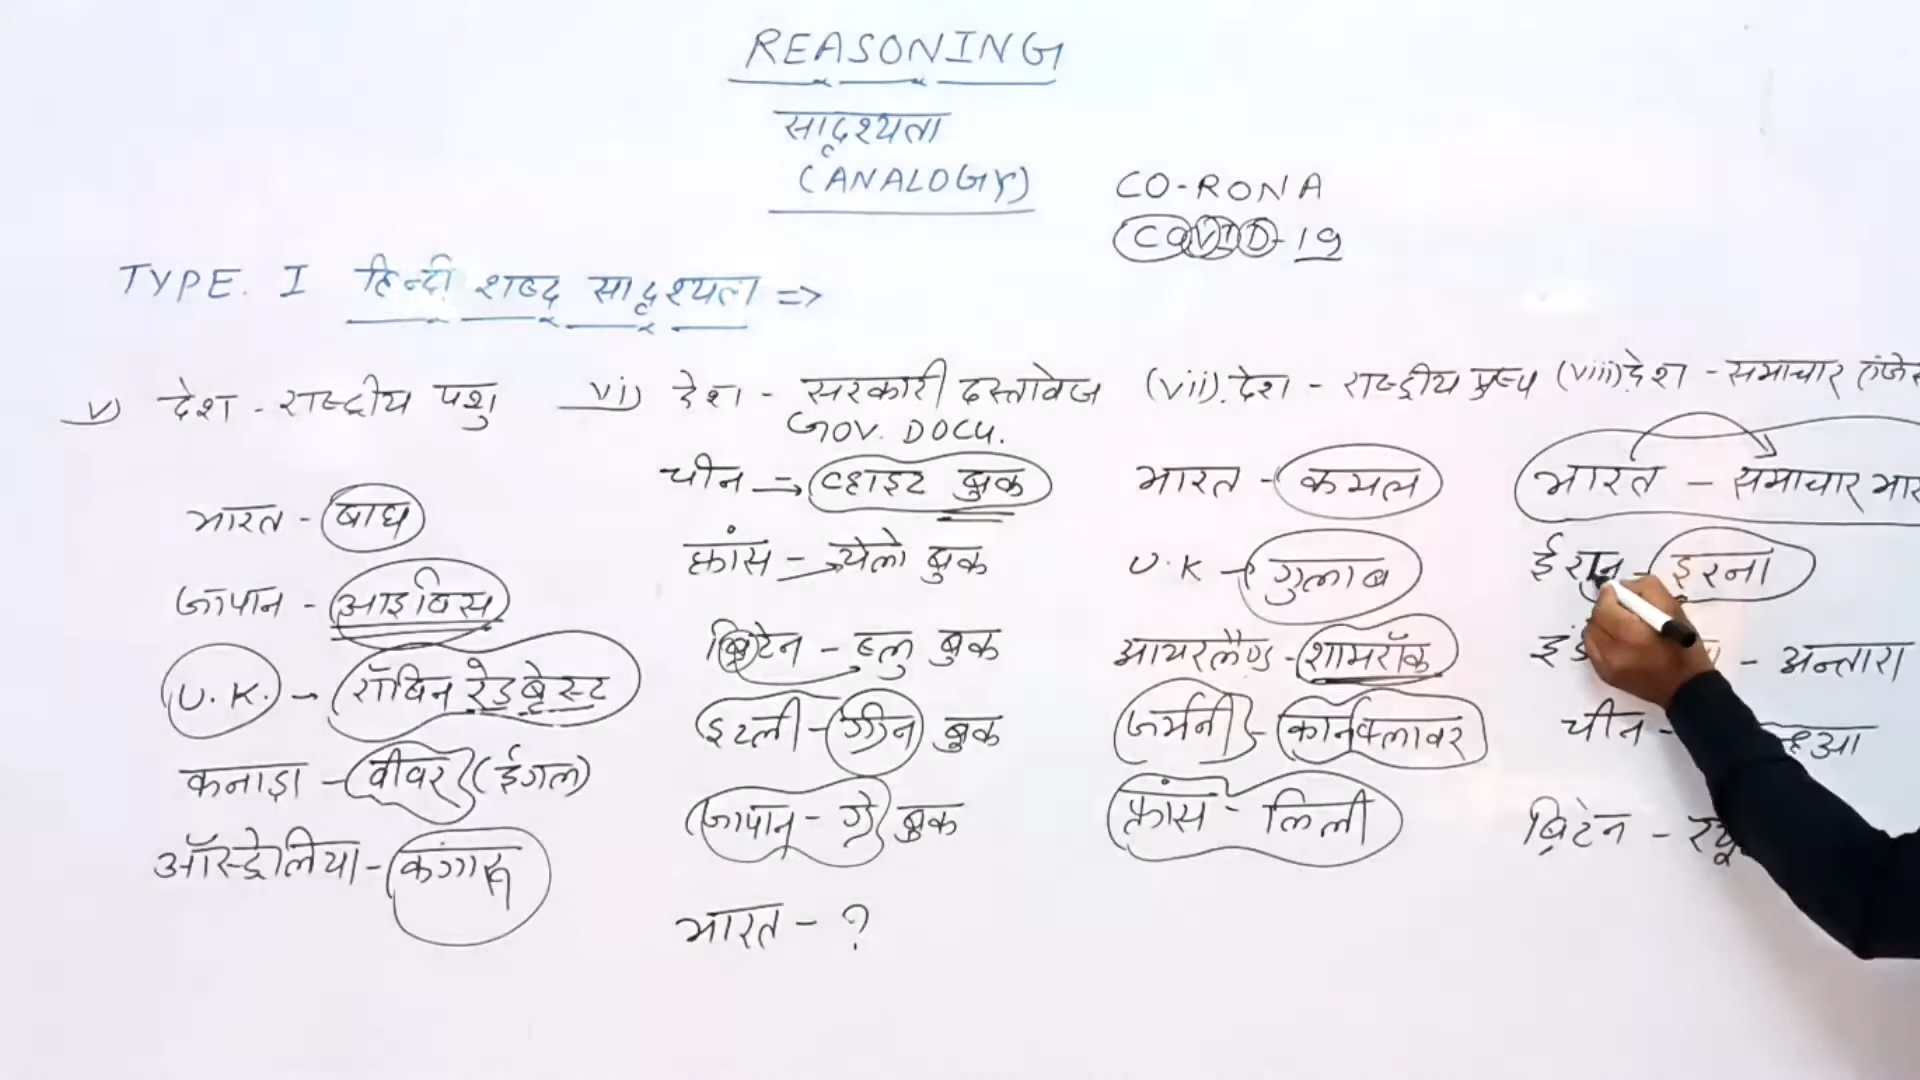 REASONING
सादृश्यता
(ANALOGY)
CO-RONA
COVID-19
TYPE. I हिन्दी शब्द सादृश्यता =>
v) देश - राष्ट्रीय पशु
भारत - बाघ
जापान - आइबिस
U.K. - रॉबिन रेडब्रेस्ट
कनाडा - बीवर (ईगल)
ऑस्ट्रेलिया - कंगारू
vi) देश - सरकारी दस्तावेज
GOV. DOCU.
चीन - व्हाइट बुक
फ्रांस - येलो बुक
ब्रिटेन - ब्लु बुक
इटली - ग्रीन बुक
जापान - ग्रे बुक
भारत - ?
(vii). देश - राष्ट्रीय पुष्प
भारत - कमल
U.K - गुलाब
आयरलैण्ड - शामरॉक
जर्मनी - कॉर्नफ्लावर
फ्रांस - लिली
(viii) देश - समाचार
भारत - समाचार
ईरान - इरना
- अन्तारा
चीन -
ब्रिटेन -